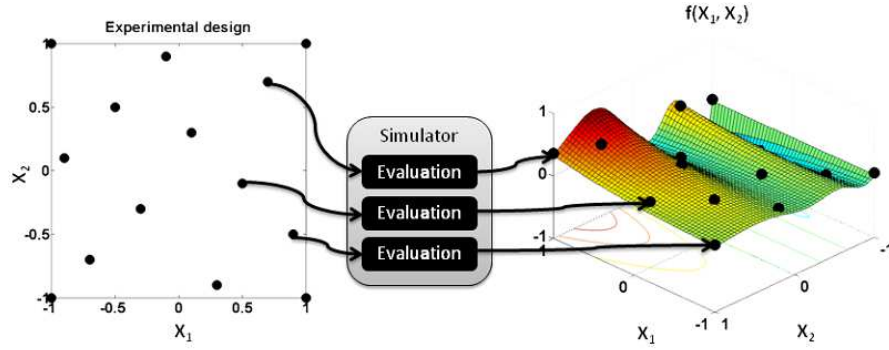 Experimental design
1
0.5
0
-0.5
-1
X2
-1
-0.5
0
0.5
1
X1
Simulator
Evaluation
Evaluation
Evaluation
f(X1, X2)
1
0
-1
1
0
-1
X1
1
0
-1
X2